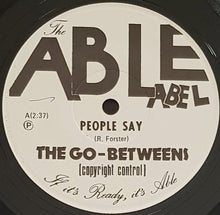 The
ABLE
LABEL
A(2:37)
P
PEOPLE SAY
(R. Forster)
THE GO-BETWEENS
(copyright control)
If it's Ready, it's Able